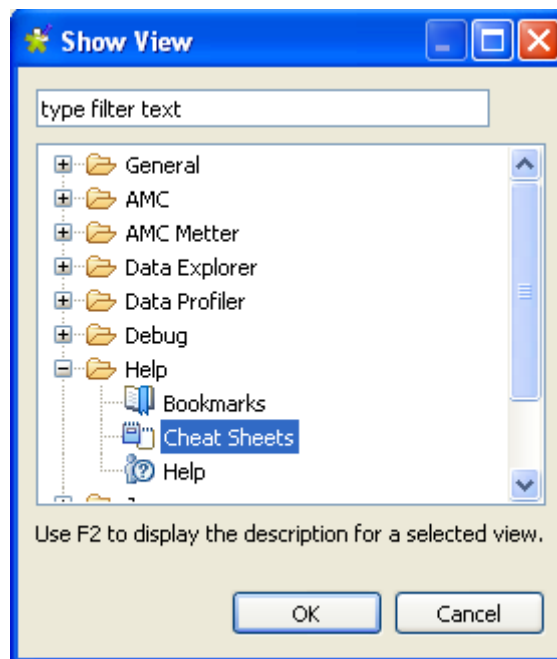 Show View
type filter text
General
AMC
AMC Metter
Data Explorer
Data Profiler
Debug
Help
Bookmarks
Cheat Sheets
Help
Use F2 to display the description for a selected view.
OK
Cancel